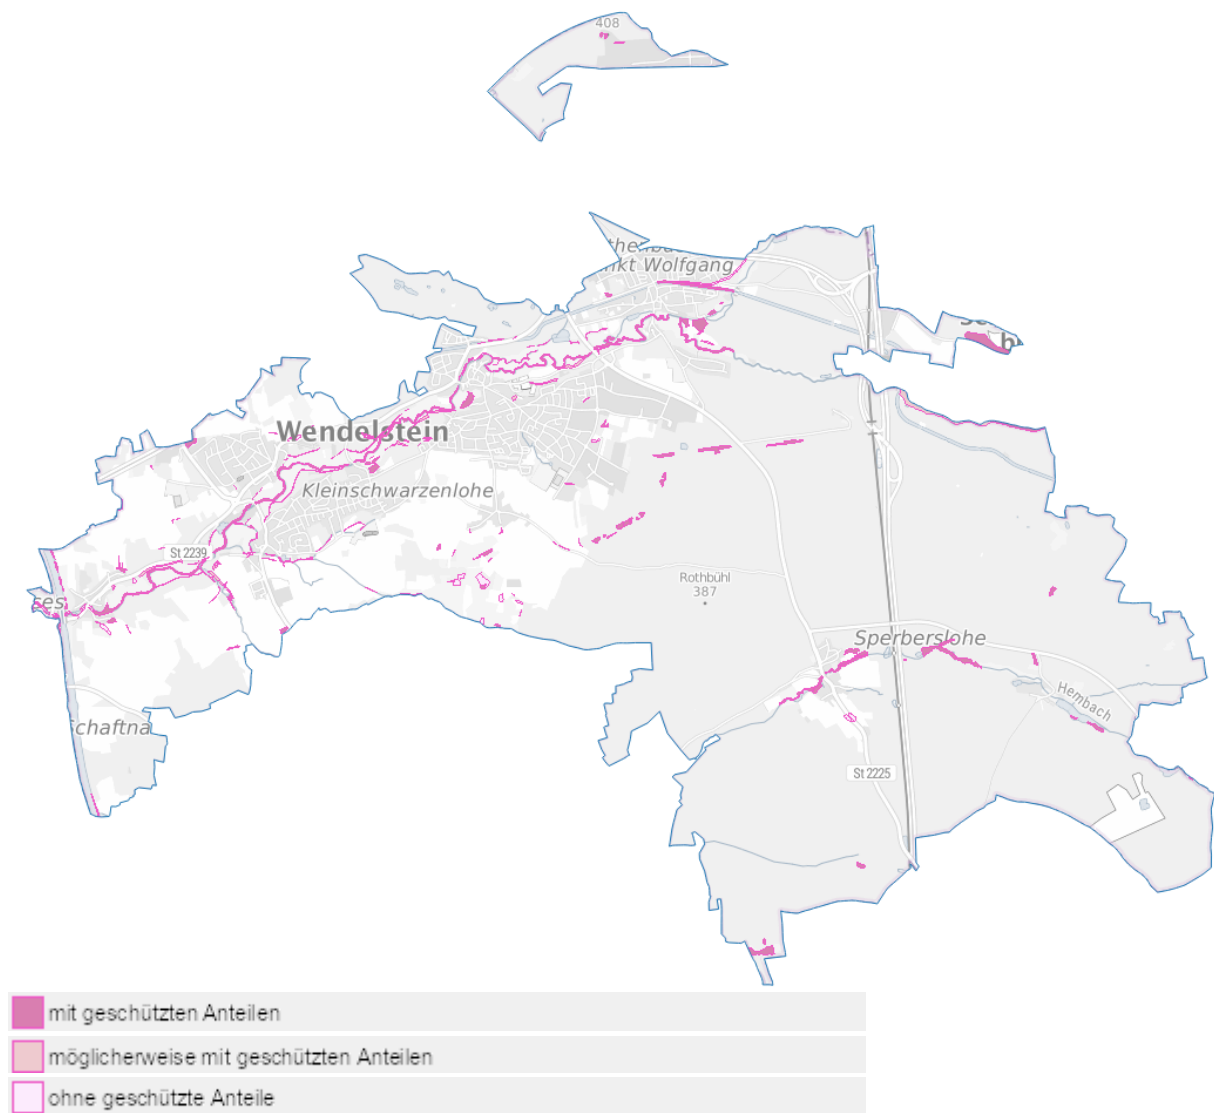 408
nkt Wolfgang
Wendelstein
Kleinschwarzenlohe
St 2239
Rothbühl
387
ses
Sperberslohe
Hembach
chaftna
St 2225
mit geschützten Anteilen
möglicherweise mit geschützten Anteilen
ohne geschützte Anteile